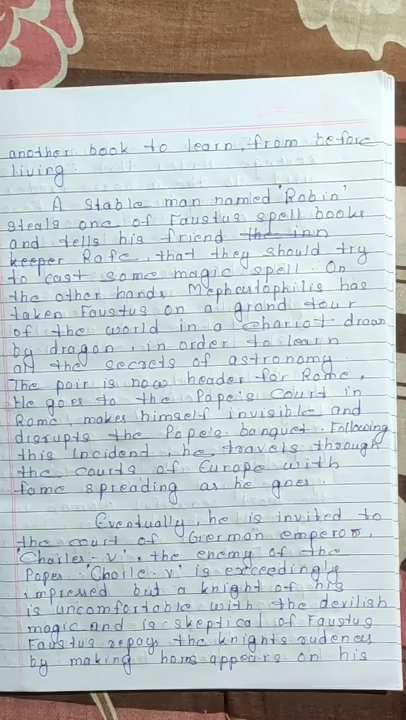 another book to learn, from before
living.
A stable man named 'Robin'
steals one of Faustus spell books
and tells his friend the inn
keeper Rafe, that they should try
to cast some magic spell. On
the other hand, Mephoutophilis has
taken Faustus on a grand tour
of the world in a chariot drawn
by dragon, in order to learn
all the secrets of astronomy.
The pair is now header for Rome.
He goes to the Pope's Court in
Rome, makes himself invisible and
disrupts the Pope's banquet. Following
this incident, he travels through
the courts of Europe with
fame spreading as he goes.
Eventually, he is invited to
the court of German emperor,
'Charles-v', the enemy of the
Pope. 'Charle-v' is exceedingly
impressed but a knight of his
is uncomfortable with the devilish
magic and is skeptical of Faustus
Faustus repays the knights rudeness
by making horns appears on his